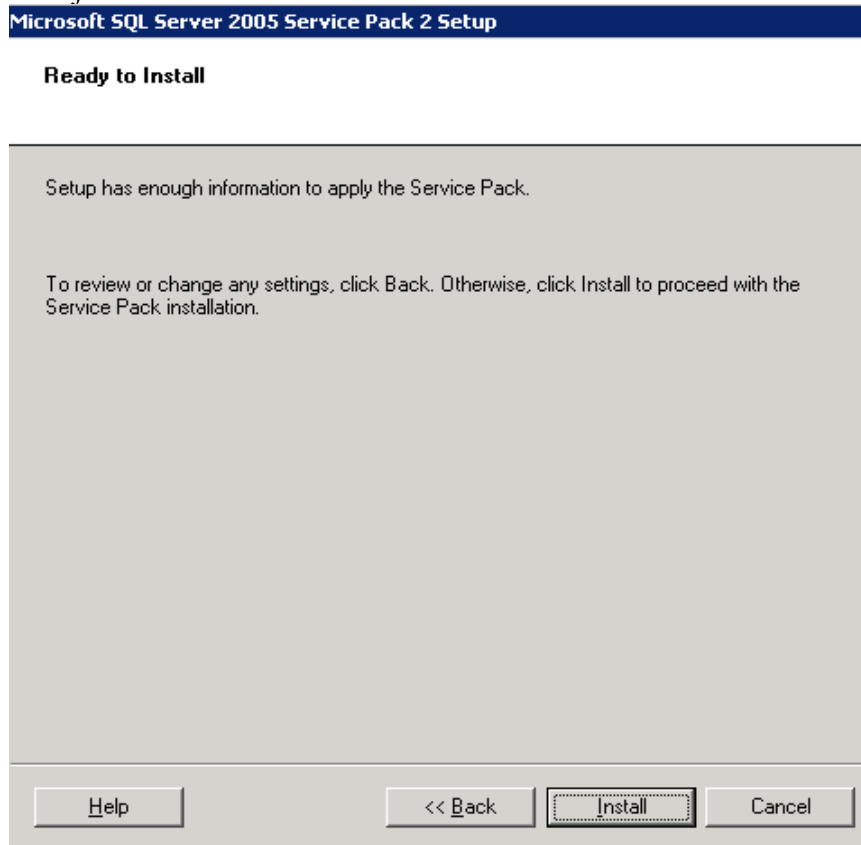 Microsoft SQL Server 2005 Service Pack 2 Setup
Ready to Install
Setup has enough information to apply the Service Pack.
To review or change any settings, click Back. Otherwise, click Install to proceed with the
Service Pack installation.
Help
<< Back
Install
Cancel